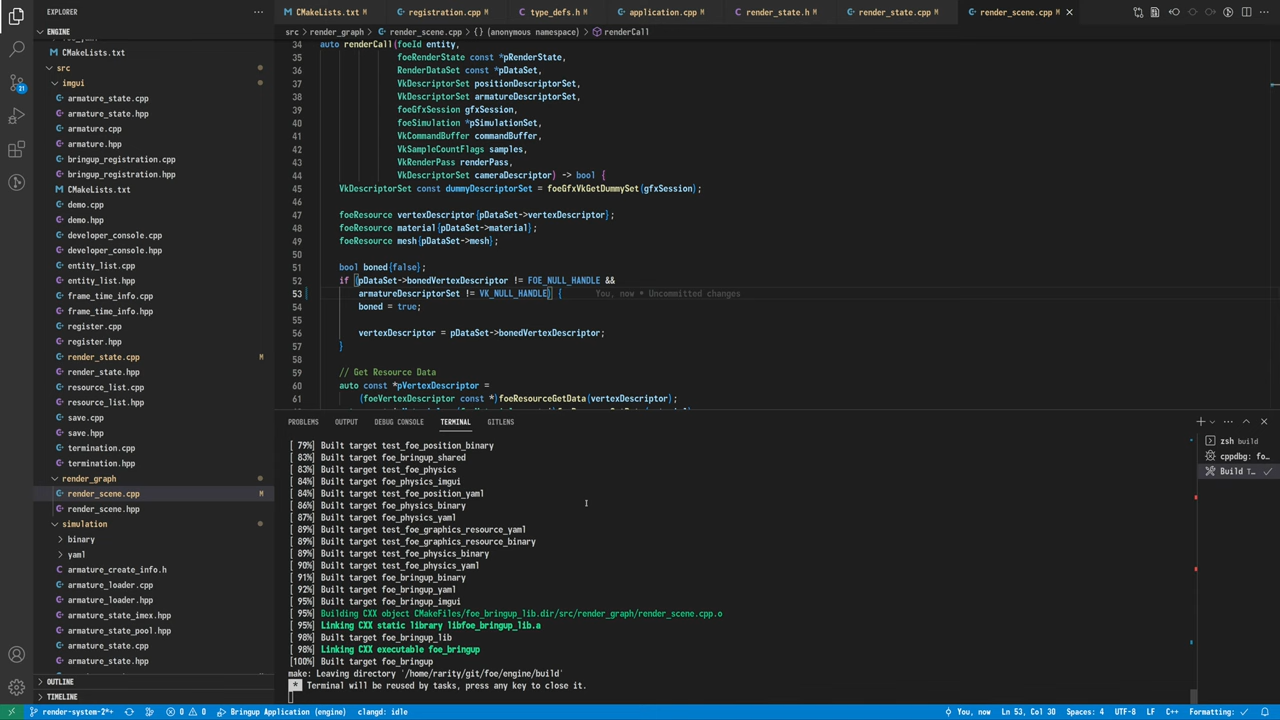 EXPLORER
ENGINE
CMakeLists.txt
src
imgui
armature_state.cpp
armature_state.hpp
armature.cpp
armature.hpp
bringup_registration.cpp
bringup_registration.hpp
CMakeLists.txt
demo.cpp
demo.hpp
developer_console.cpp
developer_console.hpp
entity_list.cpp
entity_list.hpp
frame_time_info.cpp
frame_time_info.hpp
register.cpp
register.hpp
render_state.cpp M
render_state.hpp
resource_list.cpp
resource_list.hpp
save.cpp
save.hpp
termination.cpp
termination.hpp
render_graph
render_scene.cpp M
render_scene.hpp
simulation
binary
yaml
armature_create_info.h
armature_loader.cpp
armature_loader.hpp
armature_state_imex.hpp
armature_state_pool.hpp
armature_state.cpp
armature_state.hpp
OUTLINE
TIMELINE
21
CMakeLists.txt M registration.cpp M type_defs.h M application.cpp M render_state.h M render_state.cpp M render_scene.cpp M
src > render_graph > render_scene.cpp > {} (anonymous namespace) > renderCall
34 auto renderCall(foeId entity,
35 foeRenderState const *pRenderState,
36 RenderDataSet const *pDataSet,
37 VkDescriptorSet positionDescriptorSet,
38 VkDescriptorSet armatureDescriptorSet,
39 foeGfxSession gfxSession,
40 foeSimulation *pSimulationSet,
41 VkCommandBuffer commandBuffer,
42 VkSampleCountFlags samples,
43 VkRenderPass renderPass,
44 VkDescriptorSet cameraDescriptor) -> bool {
45 VkDescriptorSet const dummyDescriptorSet = foeGfxVkGetDummySet(gfxSession);
46
47 foeResource vertexDescriptor{pDataSet->vertexDescriptor};
48 foeResource material{pDataSet->material};
49 foeResource mesh{pDataSet->mesh};
50
51 bool boned{false};
52 if (pDataSet->bonedVertexDescriptor != FOE_NULL_HANDLE &&
53 armatureDescriptorSet != VK_NULL_HANDLE) { You, now • Uncommitted changes
54 boned = true;
55
56 vertexDescriptor = pDataSet->bonedVertexDescriptor;
57 }
58
59 // Get Resource Data
60 auto const *pVertexDescriptor =
61 (foeVertexDescriptor const *)foeResourceGetData(vertexDescriptor);
PROBLEMS OUTPUT DEBUG CONSOLE TERMINAL GITLENS
[ 79%] Built target test_foe_position_binary
[ 83%] Built target foe_bringup_shared
[ 83%] Built target test_foe_physics
[ 84%] Built target foe_physics_imgui
[ 84%] Built target test_foe_position_yaml
[ 86%] Built target foe_physics_binary
[ 87%] Built target foe_physics_yaml
[ 89%] Built target test_foe_graphics_resource_yaml
[ 89%] Built target test_foe_graphics_resource_binary
[ 89%] Built target test_foe_physics_binary
[ 90%] Built target test_foe_physics_yaml
[ 91%] Built target foe_bringup_binary
[ 92%] Built target foe_bringup_yaml
[ 95%] Built target foe_bringup_imgui
[ 95%] Building CXX object CMakeFiles/foe_bringup_lib.dir/src/render_graph/render_scene.cpp.o
[ 95%] Linking CXX static library libfoe_bringup_lib.a
[ 98%] Built target foe_bringup_lib
[ 98%] Linking CXX executable foe_bringup
[100%] Built target foe_bringup
make: Leaving directory '/home/rarity/git/foe/engine/build'
* Terminal will be reused by tasks, press any key to close it.
zsh build
cppdbg: fo...
Build T...
render-system-2*+ 0 0 Bringup Application (engine) clangd: idle You, now Ln 53, Col 30 Spaces: 4 UTF-8 LF C++ Formatting: ✓